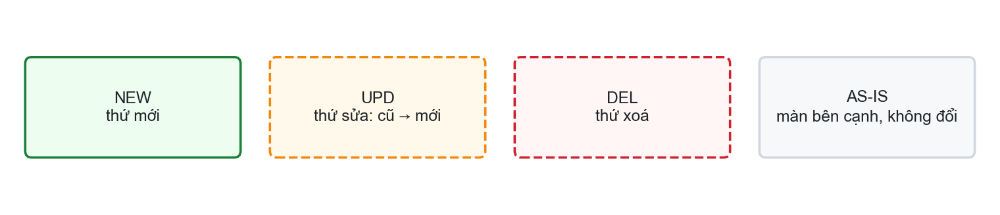 NEW
thứ mới
UPD
thứ sửa: cũ → mới
DEL
thứ xoá
AS-IS
màn bên cạnh, không đổi